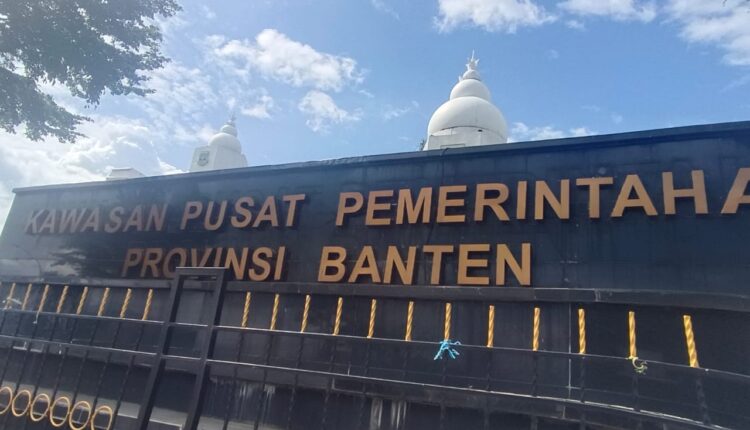 KAWASAN PUSAT PEMERINTAHA
PROVINSI BANTEN